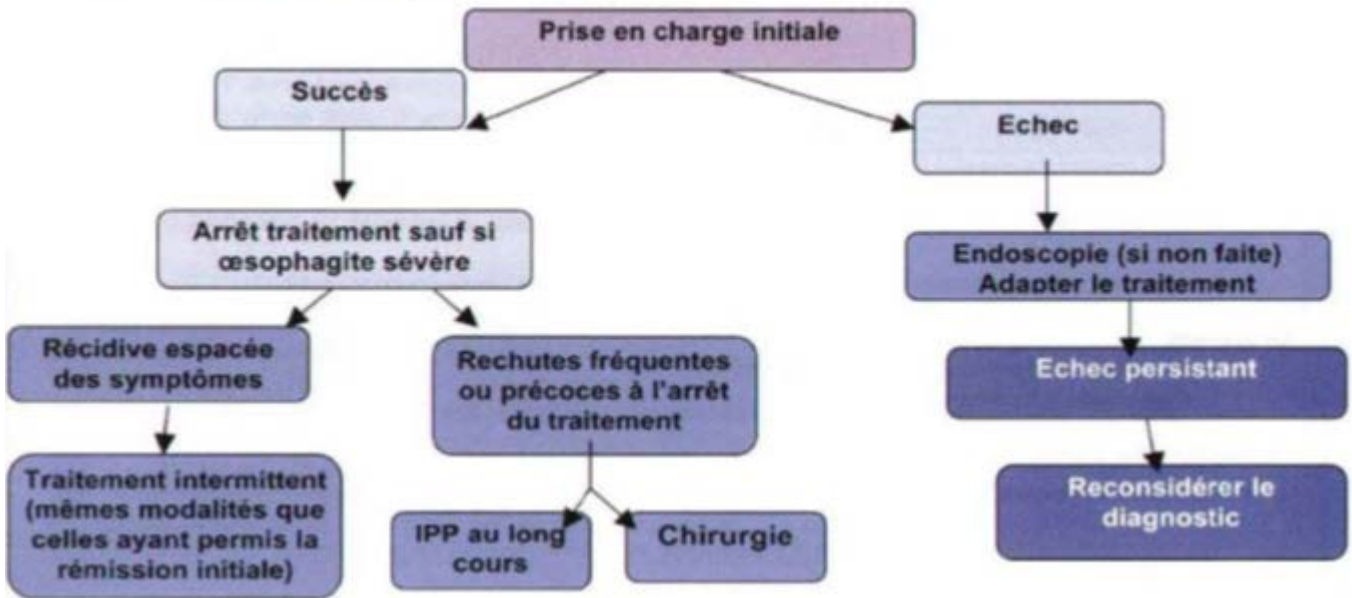 Prise en charge initiale
Succès
Echec
Arrêt traitement sauf si
œsophagite sévère
Endoscopie (si non faite)
Adapter le traitement
Récidive espacée
des symptômes
Rechutes fréquentes
ou précoces à l'arrêt
du traitement
Echec persistant
Traitement intermittent
(mêmes modalités que
celles ayant permis la
rémission initiale)
IPP au long
cours
Chirurgie
Reconsidérer le
diagnostic